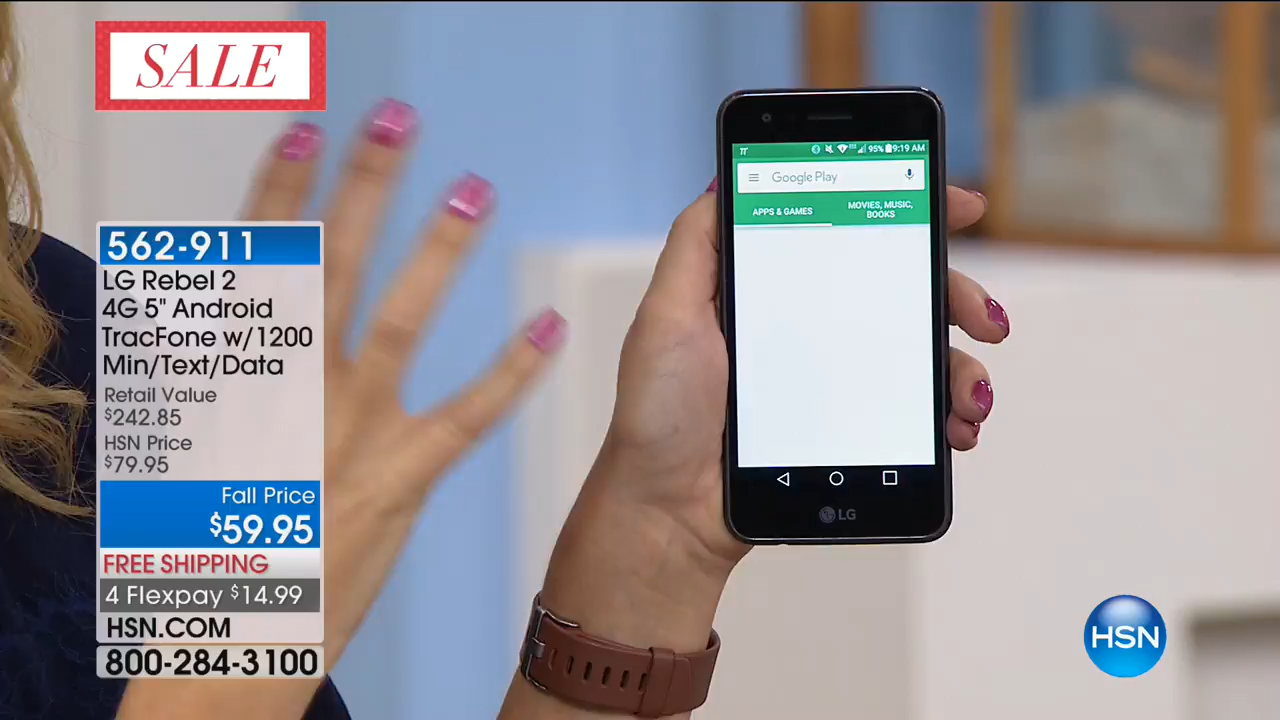 SALE
562-911
LG Rebel 2
4G 5" Android
TracFone w/1200
Min/Text/Data
Retail Value
$242.85
HSN Price
$79.95
Fall Price
$59.95
FREE SHIPPING
4 Flexpay $14.99
HSN.COM
800-284-3100
95% 9:19 AM
Google Play
APPS & GAMES
MOVIES, MUSIC,
BOOKS
LG
HSN